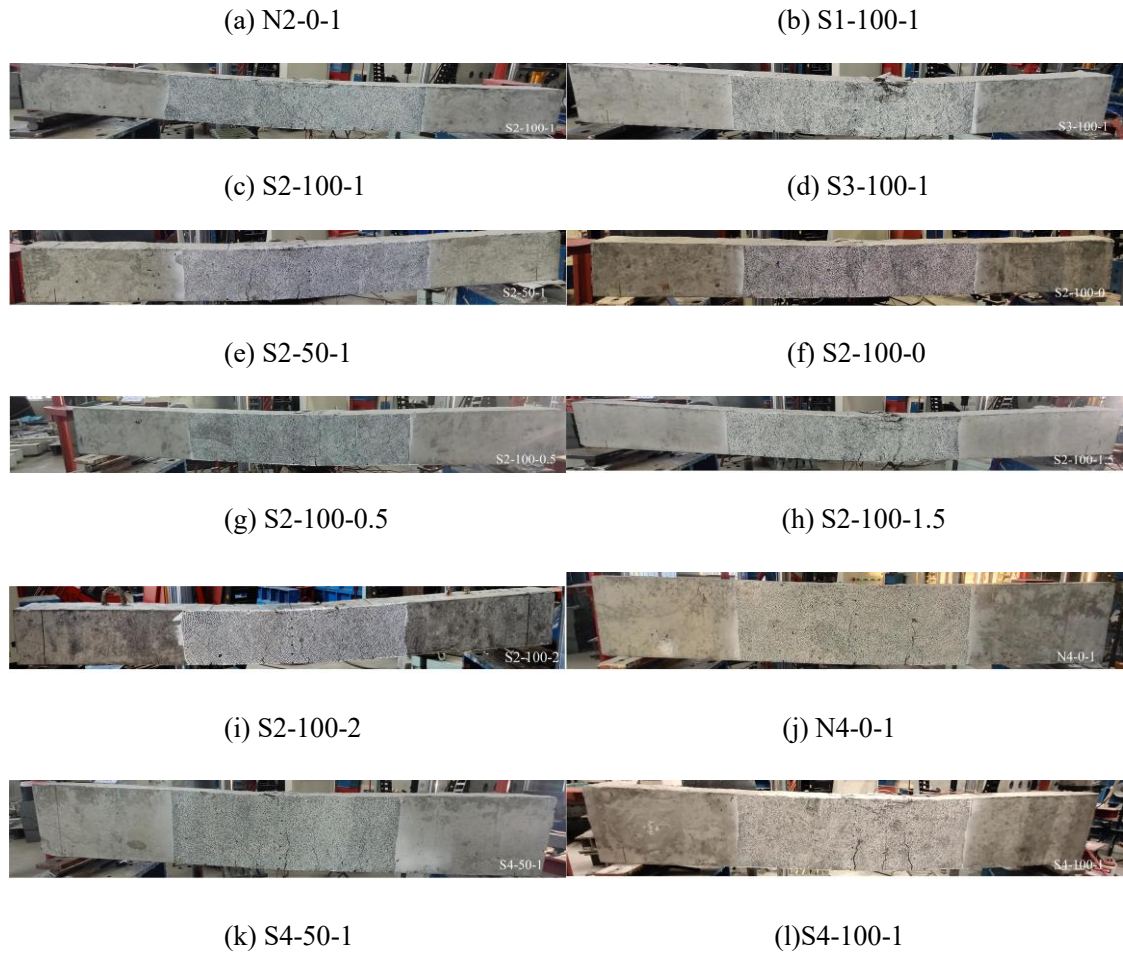 (a) N2-0-1
(b) S1-100-1
S2-100-1
S3-100-1
(c) S2-100-1
(d) S3-100-1
S2-50-1
S2-100-0
(e) S2-50-1
(f) S2-100-0
S2-100-0.5
S2-100-1.5
(g) S2-100-0.5
(h) S2-100-1.5
S2-100-2
N4-0-1
(i) S2-100-2
(j) N4-0-1
S4-50-1
S4-100-1
(k) S4-50-1
(l)S4-100-1